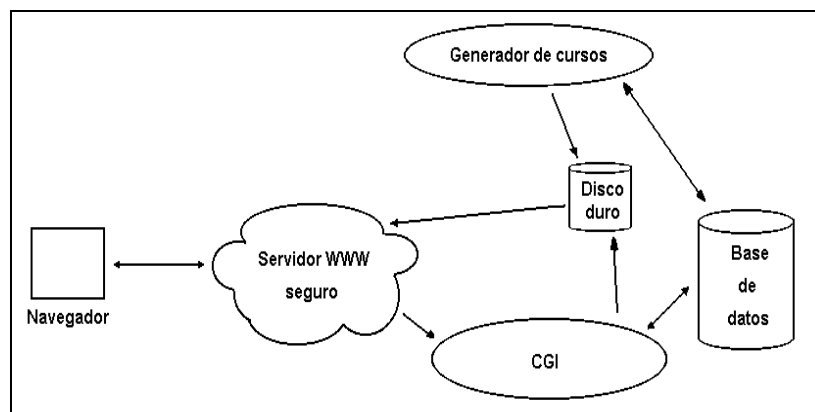 Generador de cursos
Disco
duro
Servidor WWW
seguro
Base
de
datos
Navegador
CGI